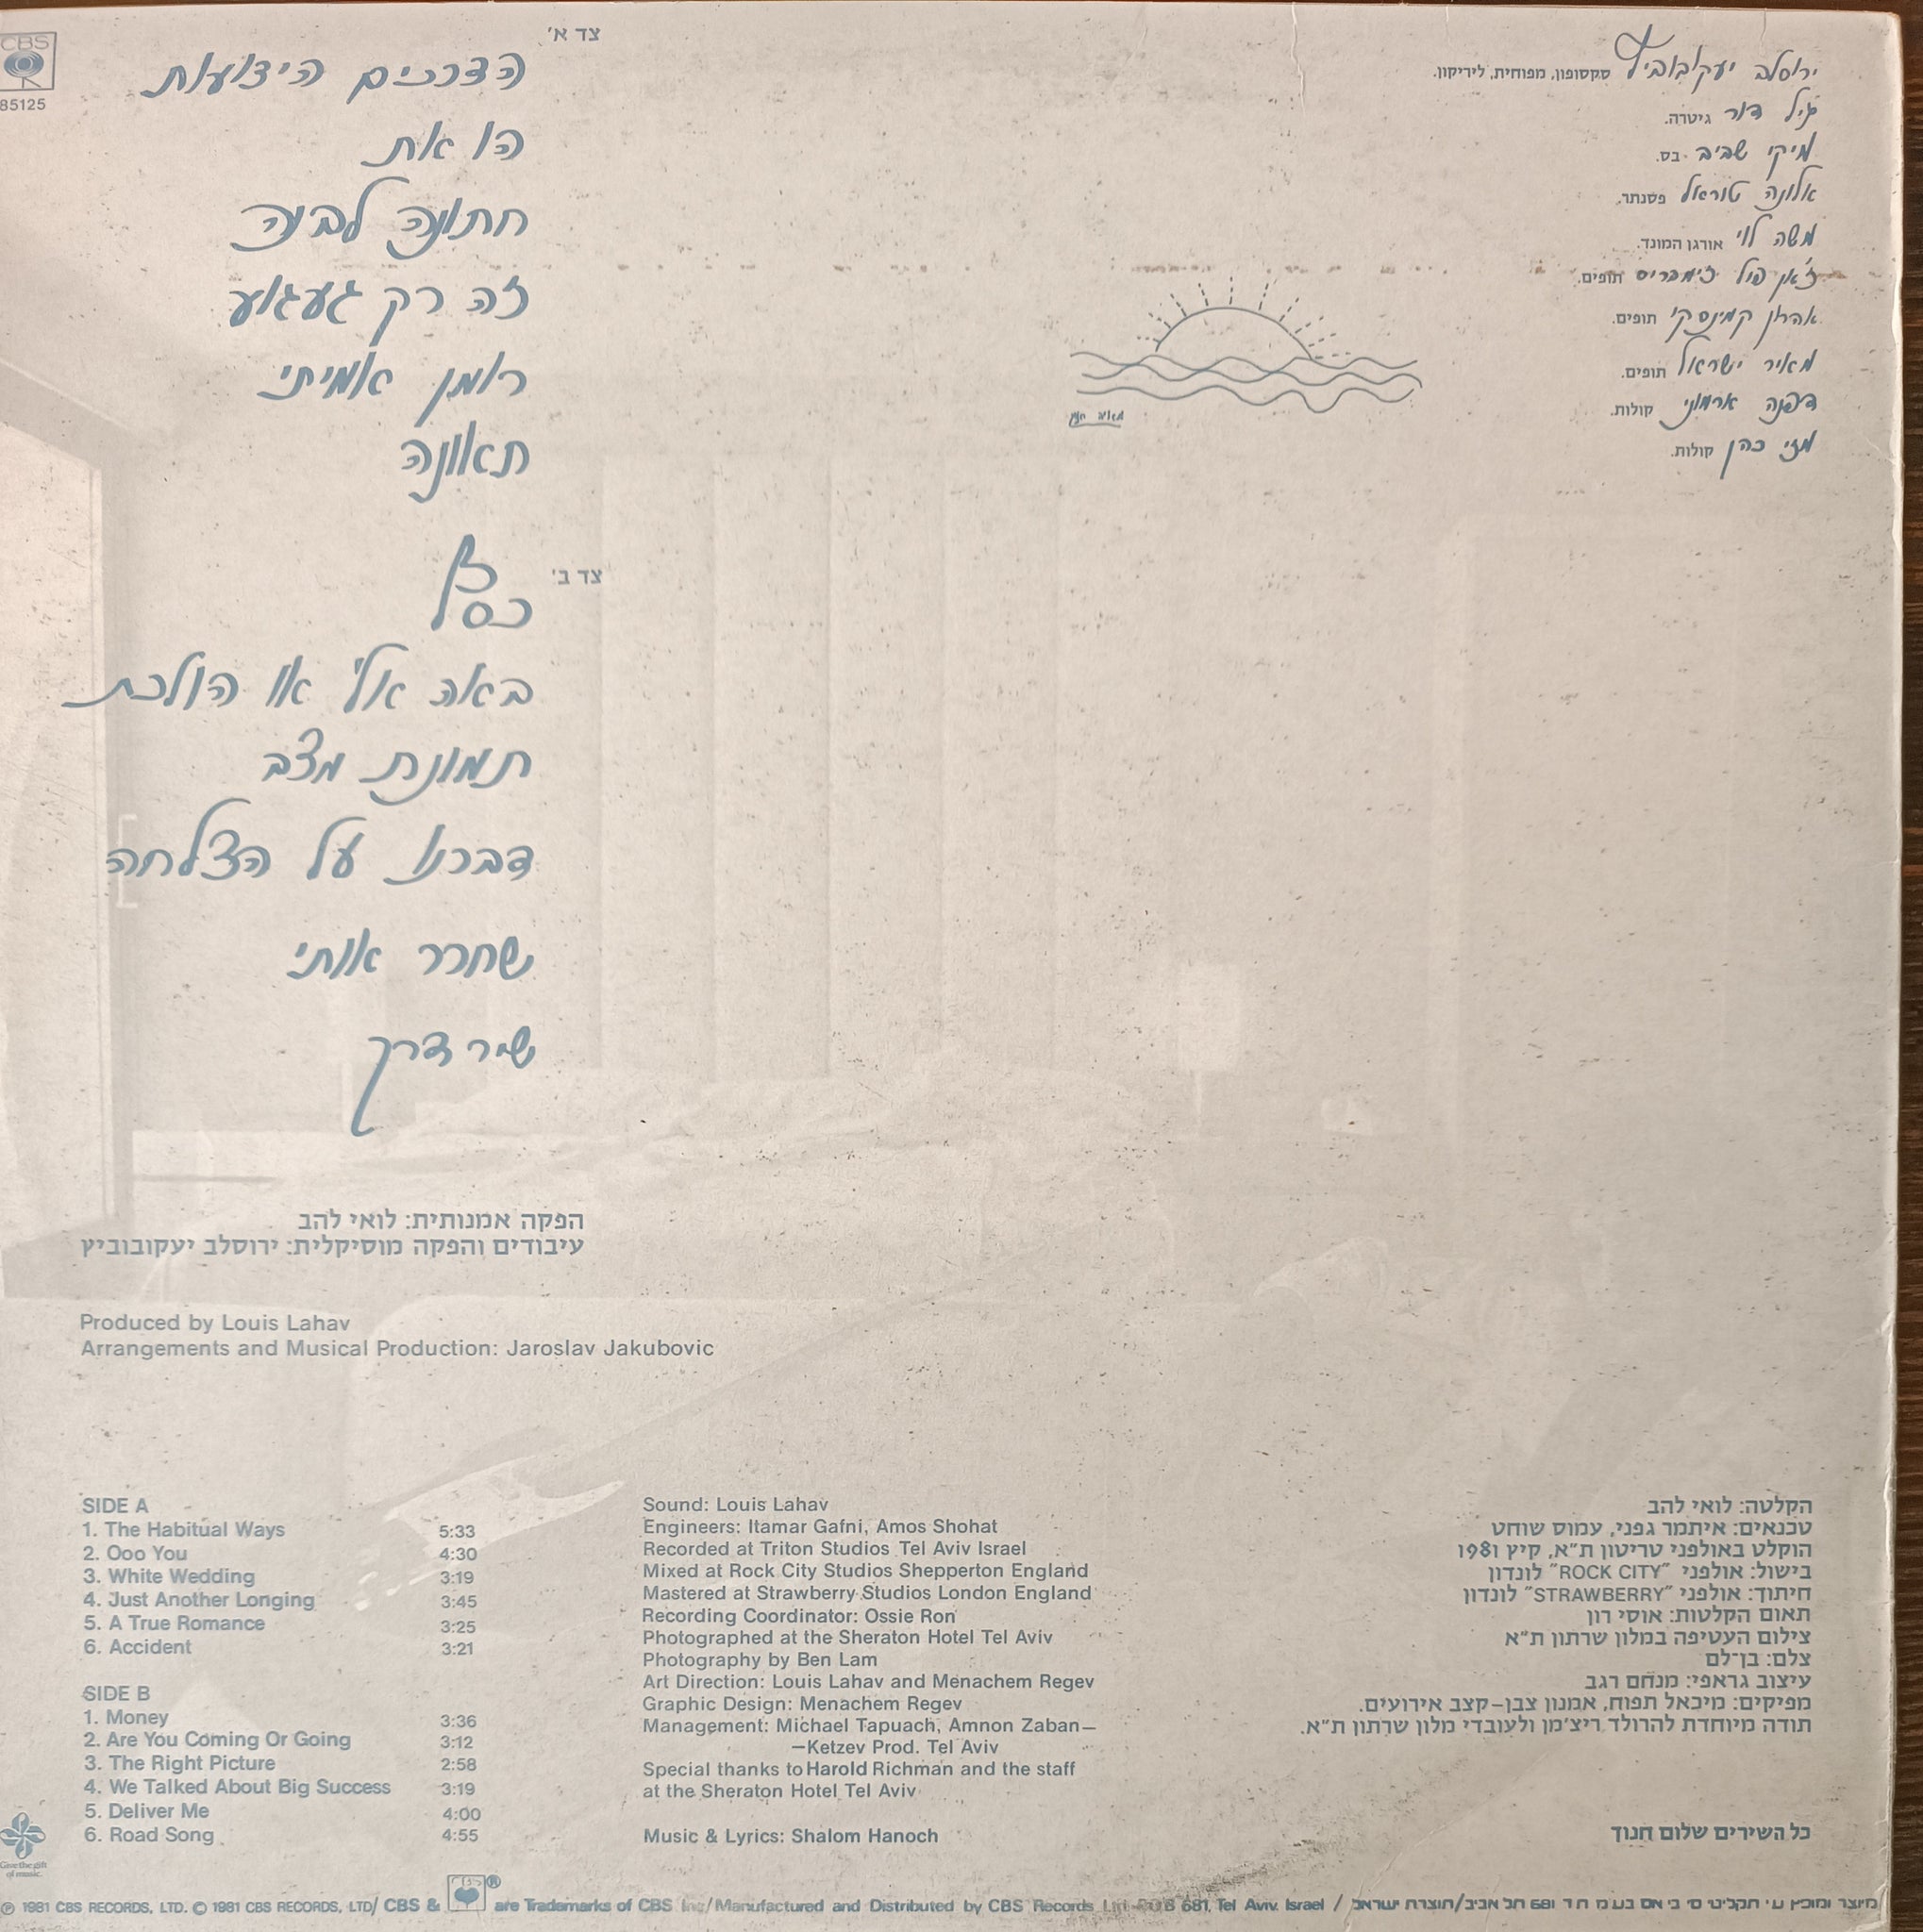 CBS
85125
צד א'
הדרכים הידועות
הו את
חתונה לבנה
זה רק געגוע
רומן אמיתי
תאונה
צד ב'
כסף
באה אלי או הולכת
תמונת מצב
דברנו על הצלחה
שחרר אותי
שיר דרך
ירוסלב יעקובוביץ סקסופון, מפוחית, ליריקון.
גיל דור גיטרה.
מיקי שביב בס.
אלונה טוראל פסנתר.
משה לוי אורגן המונד.
ז'אן פול זימבריס תופים.
אהרון קמינסקי תופים.
מאיר ישראל תופים.
דפנה ארמוני קולות.
מזי כהן קולות.
הפקה אמנותית: לואי להב
עיבודים והפקה מוסיקלית: ירוסלב יעקובוביץ
Produced by Louis Lahav
Arrangements and Musical Production: Jaroslav Jakubovic
SIDE A
1. The Habitual Ways 5:33
2. Ooo You 4:30
3. White Wedding 3:19
4. Just Another Longing 3:45
5. A True Romance 3:25
6. Accident 3:21
SIDE B
1. Money 3:36
2. Are You Coming Or Going 3:12
3. The Right Picture 2:58
4. We Talked About Big Success 3:19
5. Deliver Me 4:00
6. Road Song 4:55
Sound: Louis Lahav
Engineers: Itamar Gafni, Amos Shohat
Recorded at Triton Studios Tel Aviv Israel
Mixed at Rock City Studios Shepperton England
Mastered at Strawberry Studios London England
Recording Coordinator: Ossie Ron
Photographed at the Sheraton Hotel Tel Aviv
Photography by Ben Lam
Art Direction: Louis Lahav and Menachem Regev
Graphic Design: Menachem Regev
Management: Michael Tapuach, Amnon Zaban—
—Ketzev Prod. Tel Aviv
Special thanks to Harold Richman and the staff
at the Sheraton Hotel Tel Aviv
Music & Lyrics: Shalom Hanoch
הקלטה: לואי להב
טכנאים: איתמר גפני, עמוס שוחט
הוקלט באולפני טריטון ת״א, קיץ 1981
בישול: אולפני ״ROCK CITY״ לונדון
חיתוך: אולפני ״STRAWBERRY״ לונדון
תאום הקלטות: אוסי רון
צילום העטיפה במלון שרתון ת״א
צלם: בן־לם
עיצוב גראפי: מנחם רגב
מפיקים: מיכאל תפוח, אמנון צבן–קצב אירועים.
תודה מיוחדת להרולד ריצ'מן ולעובדי מלון שרתון ת״א.
כל השירים שלום חנוך
Give the gift
of music.
℗ 1981 CBS RECORDS, LTD. © 1981 CBS RECORDS, LTD/ CBS & CBS ® are Trademarks of CBS Inc/Manufactured and Distributed by CBS Records Ltd P.O.B 681, Tel Aviv. Israel / מיוצר ומופץ ע״י תקליטי סי בי אס בע״מ ת ד 681 תל אביב/תוצרת ישראל